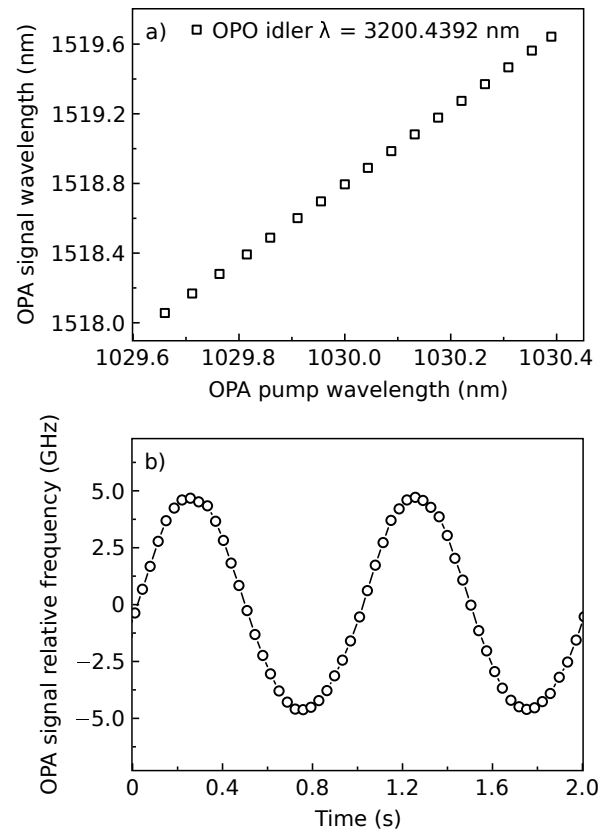 a) OPO idler λ = 3200.4392 nm
OPA signal wavelength (nm)
1519.6
1519.2
1518.8
1518.4
1518.0
1029.6 1029.8 1030.0 1030.2 1030.4
OPA pump wavelength (nm)
b)
OPA signal relative frequency (GHz)
5.0
2.5
0
−2.5
−5.0
0 0.4 0.8 1.2 1.6 2.0
Time (s)